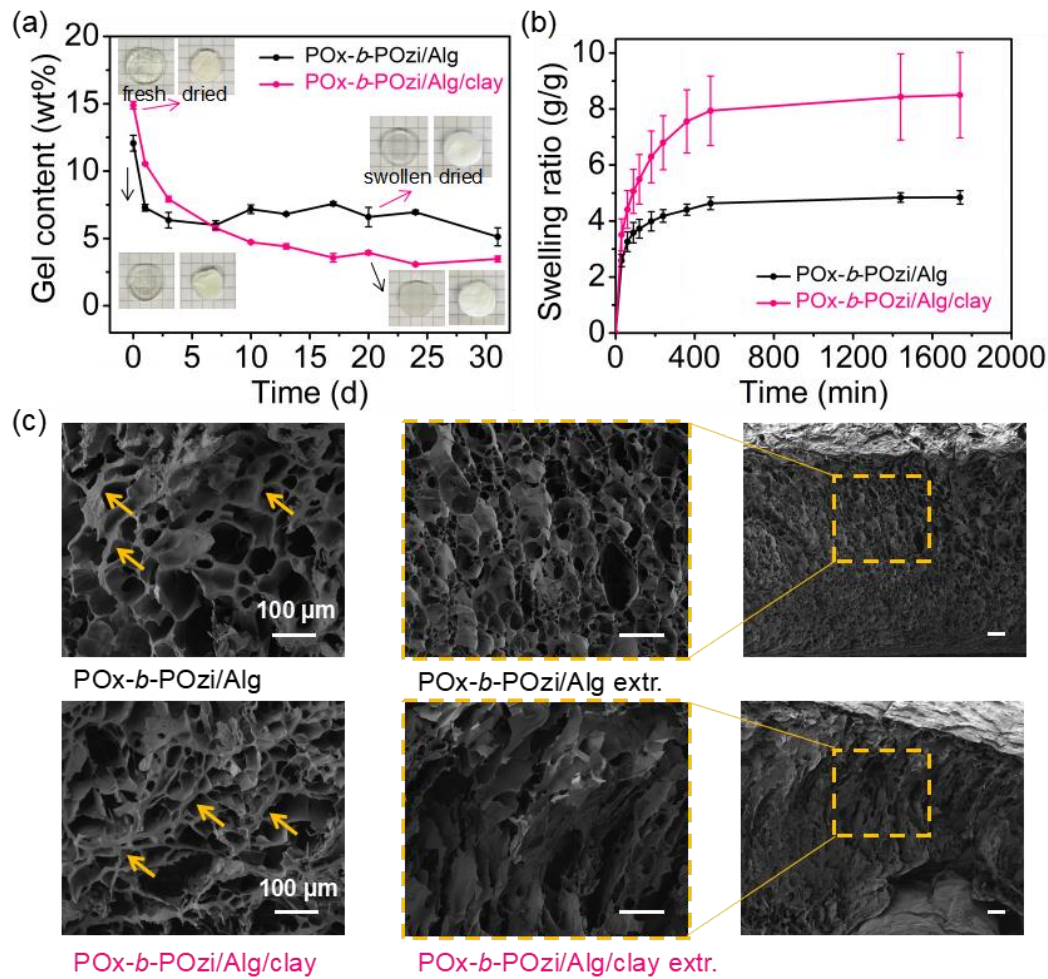 (a)
20
15
10
5
0
Gel content (wt%)
0 5 10 15 20 25 30
Time (d)
POx-b-POzi/Alg
POx-b-POzi/Alg/clay
fresh dried
swollen dried
(b)
10
8
6
4
2
0
Swelling ratio (g/g)
0 400 800 1200 1600 2000
Time (min)
POx-b-POzi/Alg
POx-b-POzi/Alg/clay
(c)
100 µm
POx-b-POzi/Alg
POx-b-POzi/Alg extr.
100 µm
POx-b-POzi/Alg/clay
POx-b-POzi/Alg/clay extr.